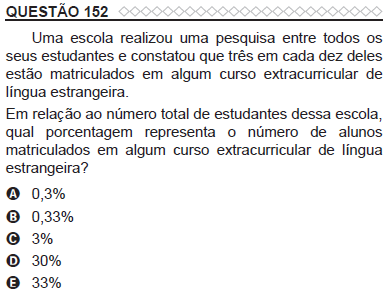 QUESTÃO 152
Uma escola realizou uma pesquisa entre todos os
seus estudantes e constatou que três em cada dez deles
estão matriculados em algum curso extracurricular de
língua estrangeira.
Em relação ao número total de estudantes dessa escola,
qual porcentagem representa o número de alunos
matriculados em algum curso extracurricular de língua
estrangeira?
A 0,3%
B 0,33%
C 3%
D 30%
E 33%